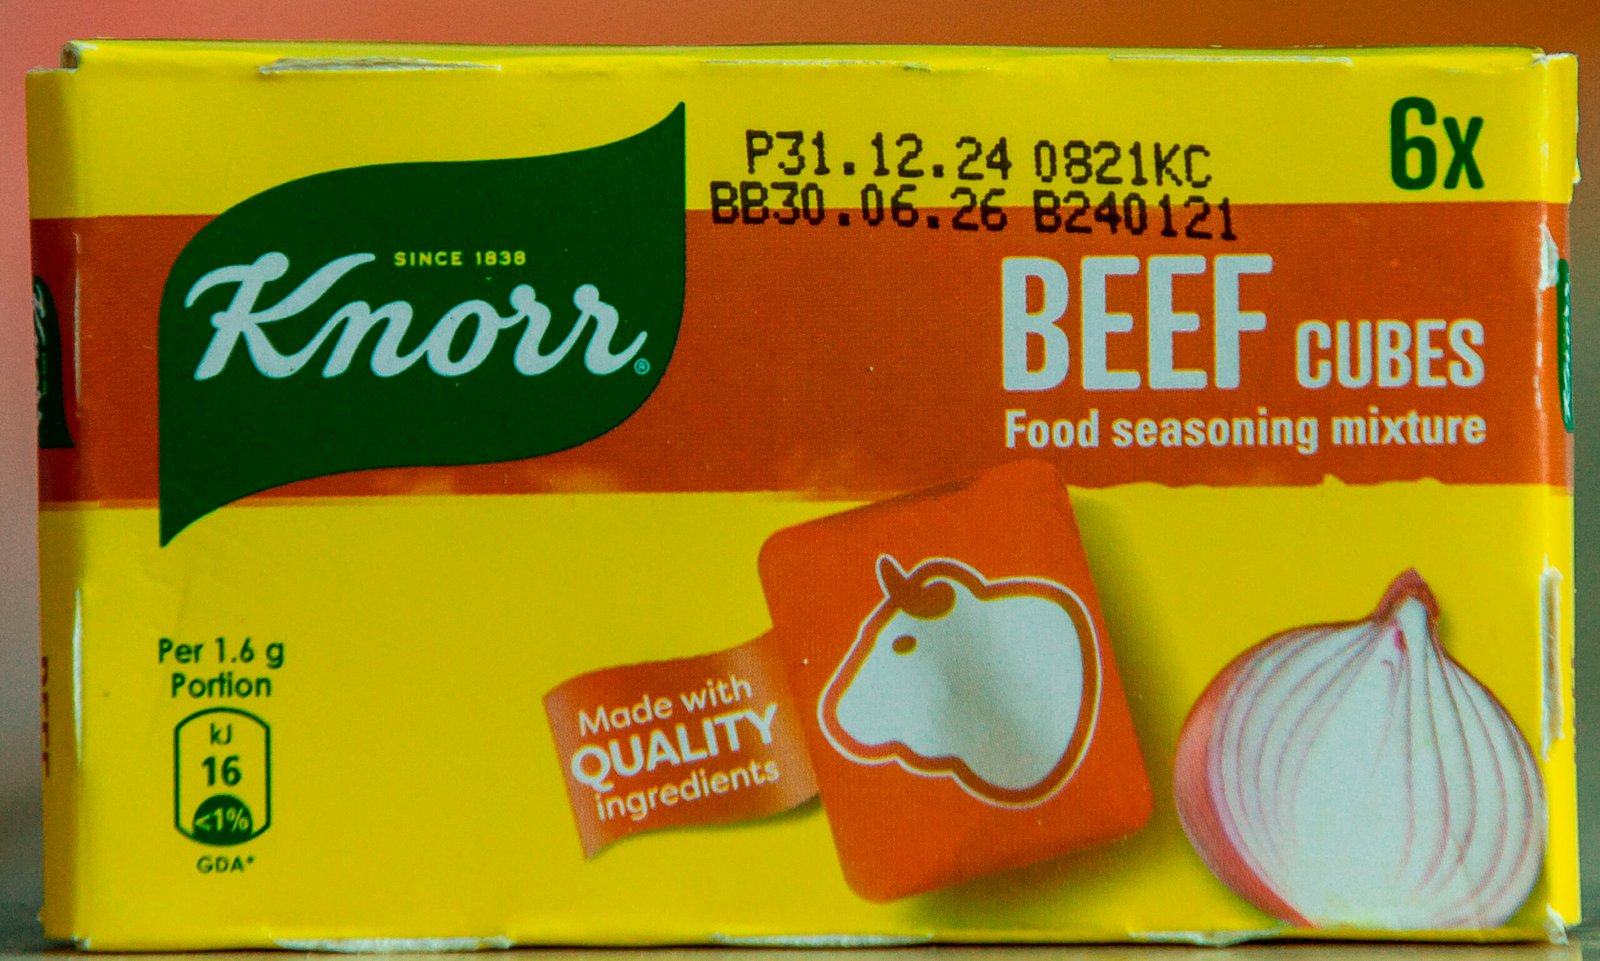 P31.12.24 0821KC
BB30.06.26 B240121
6x
SINCE 1838
Knorr®
BEEF CUBES
Food seasoning mixture
Per 1.6 g
Portion
kJ
16
<1%
GDA*
Made with
QUALITY
ingredients